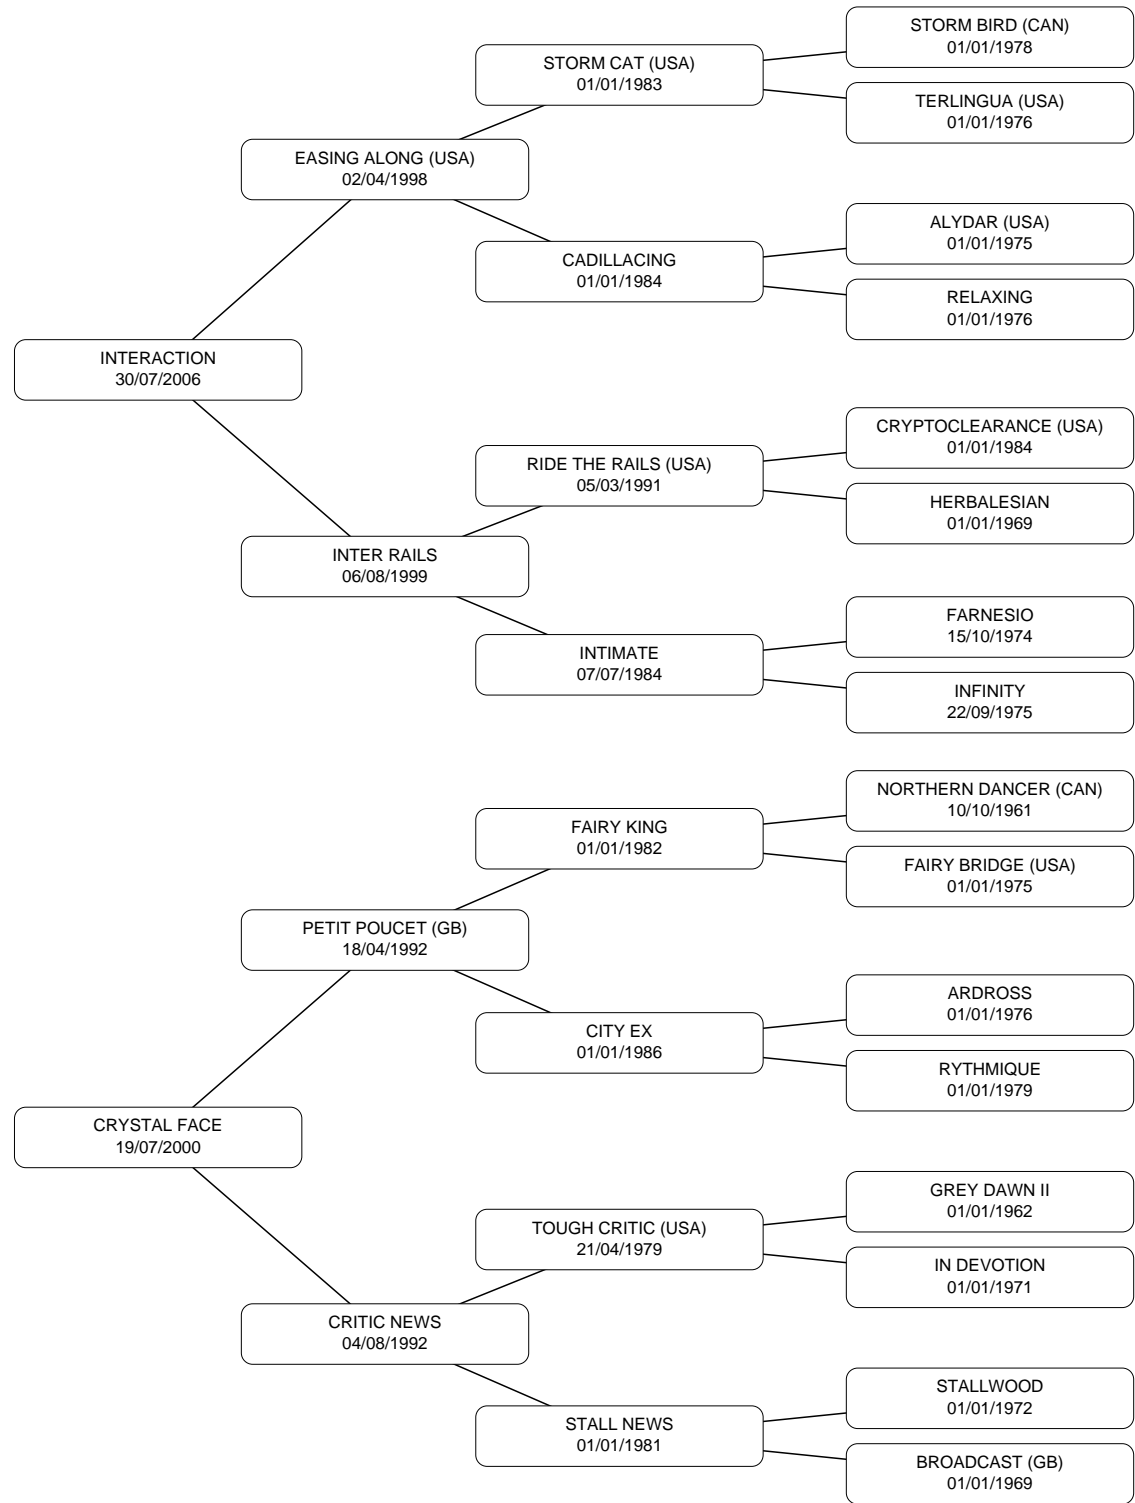 STORM BIRD (CAN)
01/01/1978
STORM CAT (USA)
01/01/1983
TERLINGUA (USA)
01/01/1976
EASING ALONG (USA)
02/04/1998
ALYDAR (USA)
01/01/1975
CADILLACING
01/01/1984
RELAXING
01/01/1976
INTERACTION
30/07/2006
CRYPTOCLEARANCE (USA)
01/01/1984
RIDE THE RAILS (USA)
05/03/1991
HERBALESIAN
01/01/1969
INTER RAILS
06/08/1999
FARNESIO
15/10/1974
INTIMATE
07/07/1984
INFINITY
22/09/1975
NORTHERN DANCER (CAN)
10/10/1961
FAIRY KING
01/01/1982
FAIRY BRIDGE (USA)
01/01/1975
PETIT POUCET (GB)
18/04/1992
ARDROSS
01/01/1976
CITY EX
01/01/1986
RYTHMIQUE
01/01/1979
CRYSTAL FACE
19/07/2000
GREY DAWN II
01/01/1962
TOUGH CRITIC (USA)
21/04/1979
IN DEVOTION
01/01/1971
CRITIC NEWS
04/08/1992
STALLWOOD
01/01/1972
STALL NEWS
01/01/1981
BROADCAST (GB)
01/01/1969